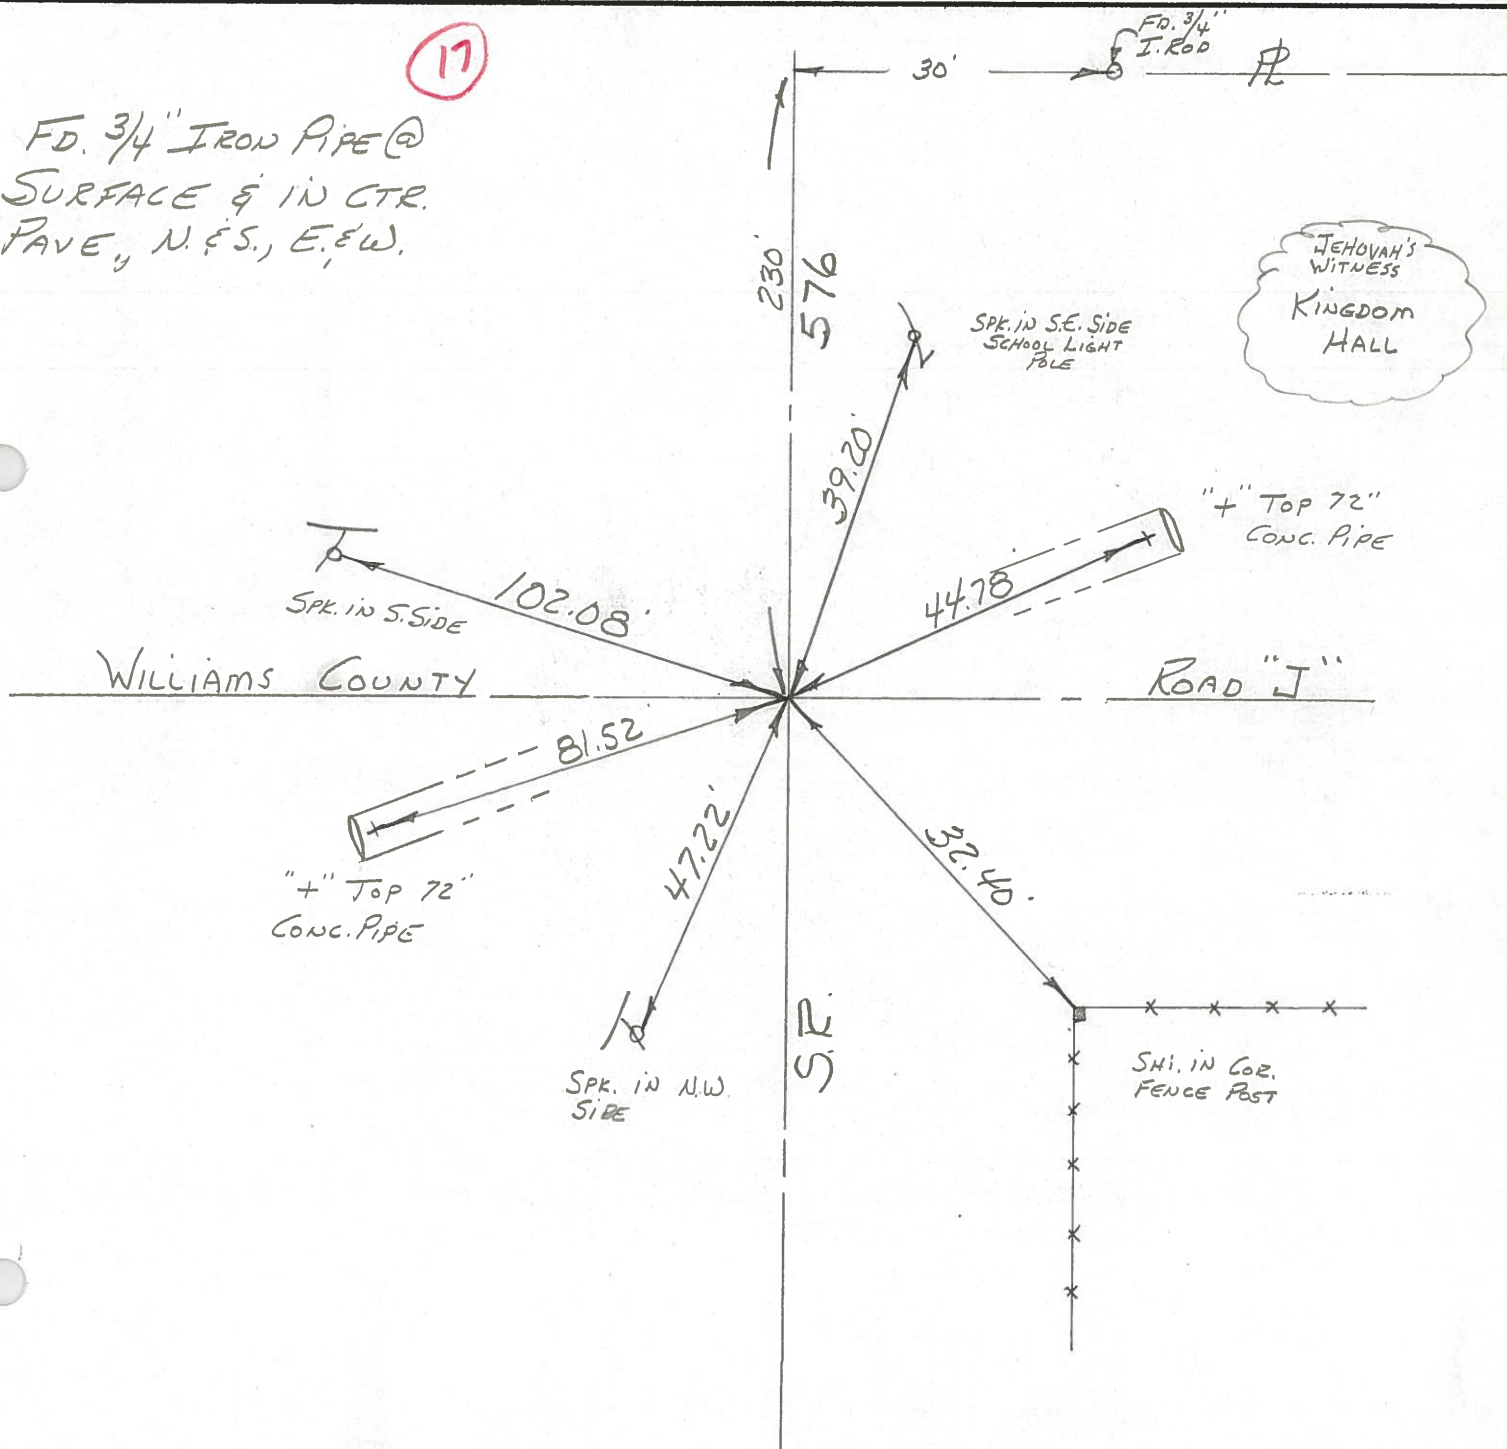 17
FD. 3/4"
I. ROD
30'
PL
FD. 3/4" IRON PIPE @
SURFACE & IN CTR.
PAVE., N. & S., E. & W.
230'
576
JEHOVAH'S
WITNESS
KINGDOM
HALL
SPK. IN S.E. SIDE
SCHOOL LIGHT
POLE
39.20'
"+" TOP 72"
CONC. PIPE
44.78
102.08'
SPK. IN S. SIDE
WILLIAMS COUNTY
ROAD "J"
81.52
"+" TOP 72"
CONC. PIPE
47.22'
32.40'
S.R.
SPK. IN N.W.
SIDE
SHI. IN COR.
FENCE POST